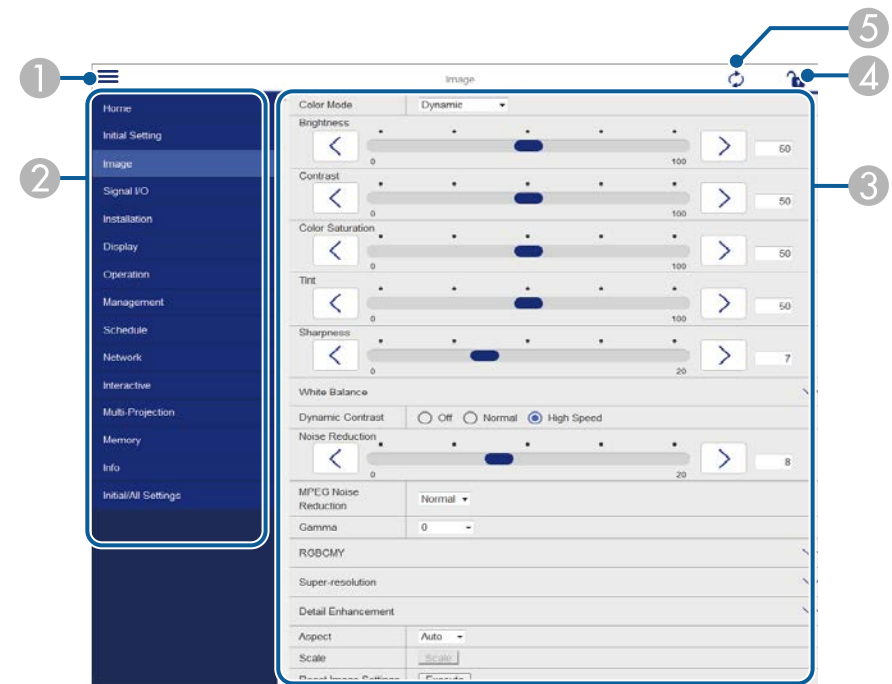 5
1
4
Image
2
Home
Initial Setting
Image
Signal I/O
Installation
Display
Operation
Management
Schedule
Network
Interactive
Multi-Projection
Memory
Info
Initial/All Settings
3
Color Mode Dynamic
Brightness
0 100 50
Contrast
0 100 50
Color Saturation
0 100 50
Tint
0 100 50
Sharpness
0 20 7
White Balance
Dynamic Contrast Off Normal High Speed
Noise Reduction
0 20 8
MPEG Noise
Reduction
Normal
Gamma 0
RGBCMY
Super-resolution
Detail Enhancement
Aspect Auto
Scale Scale
Reset Image Settings Execute